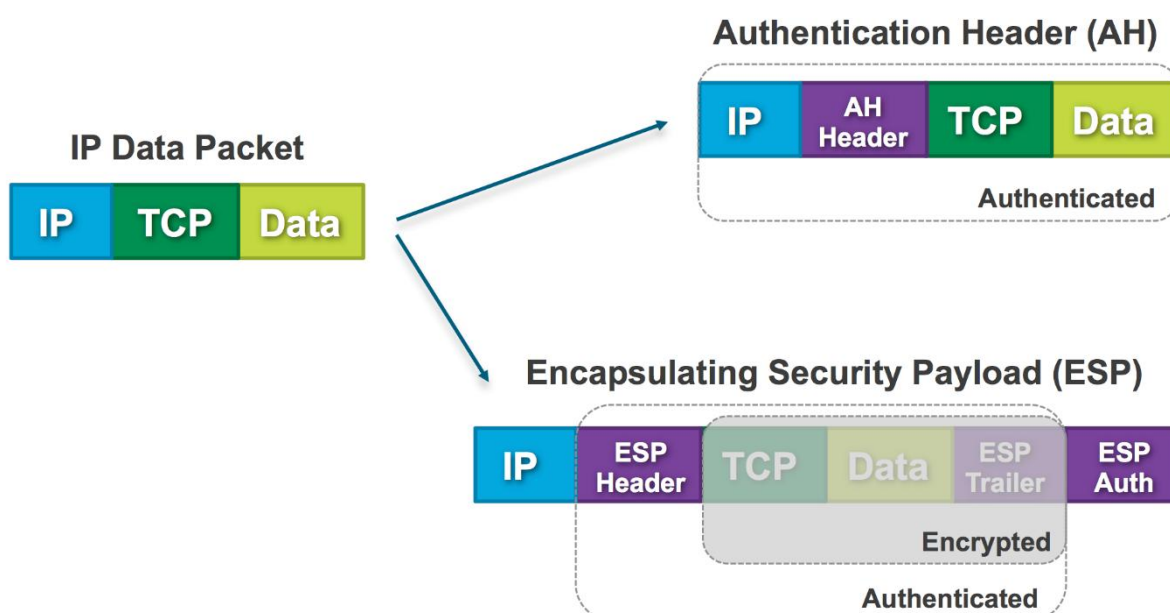 Authentication Header (AH)
IP
AH
Header
TCP
Data
Authenticated
IP Data Packet
IP
TCP
Data
Encapsulating Security Payload (ESP)
IP
ESP
Header
TCP
Data
ESP
Trailer
ESP
Auth
Encrypted
Authenticated